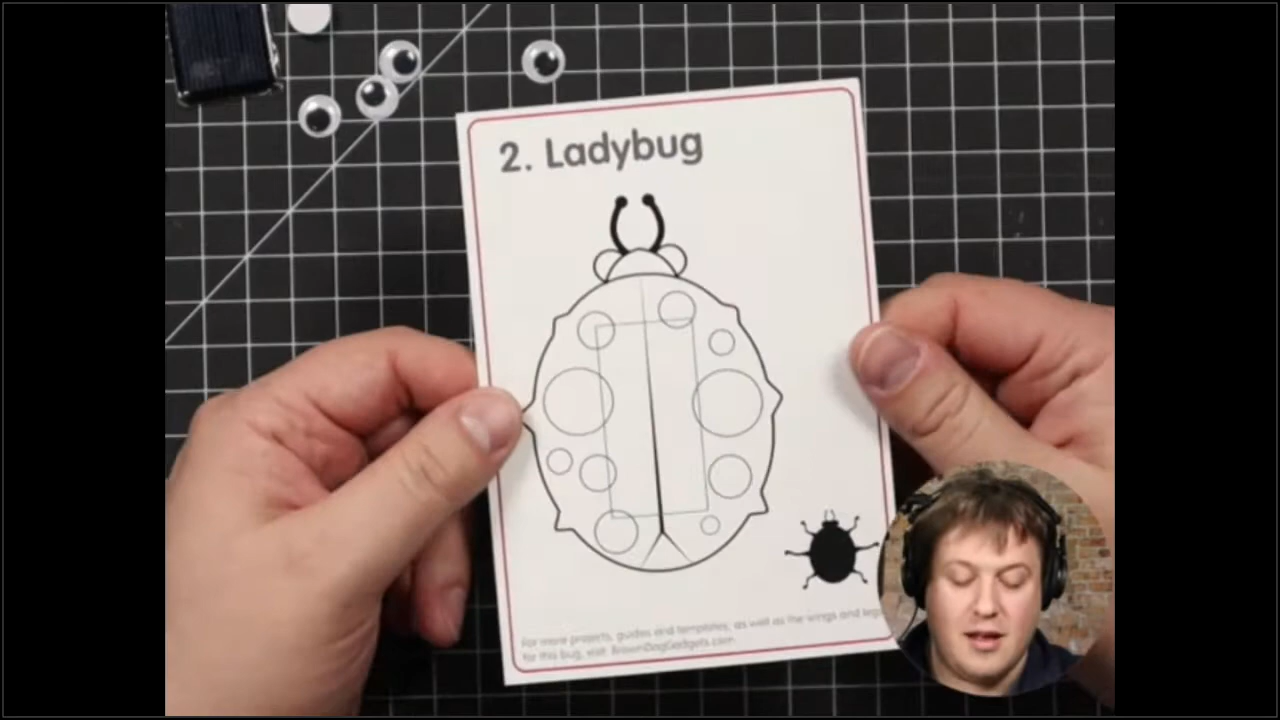 2. Ladybug
For more projects, guides and templates, as well as the wings and legs
for this bug, visit BrownDogGadgets.com